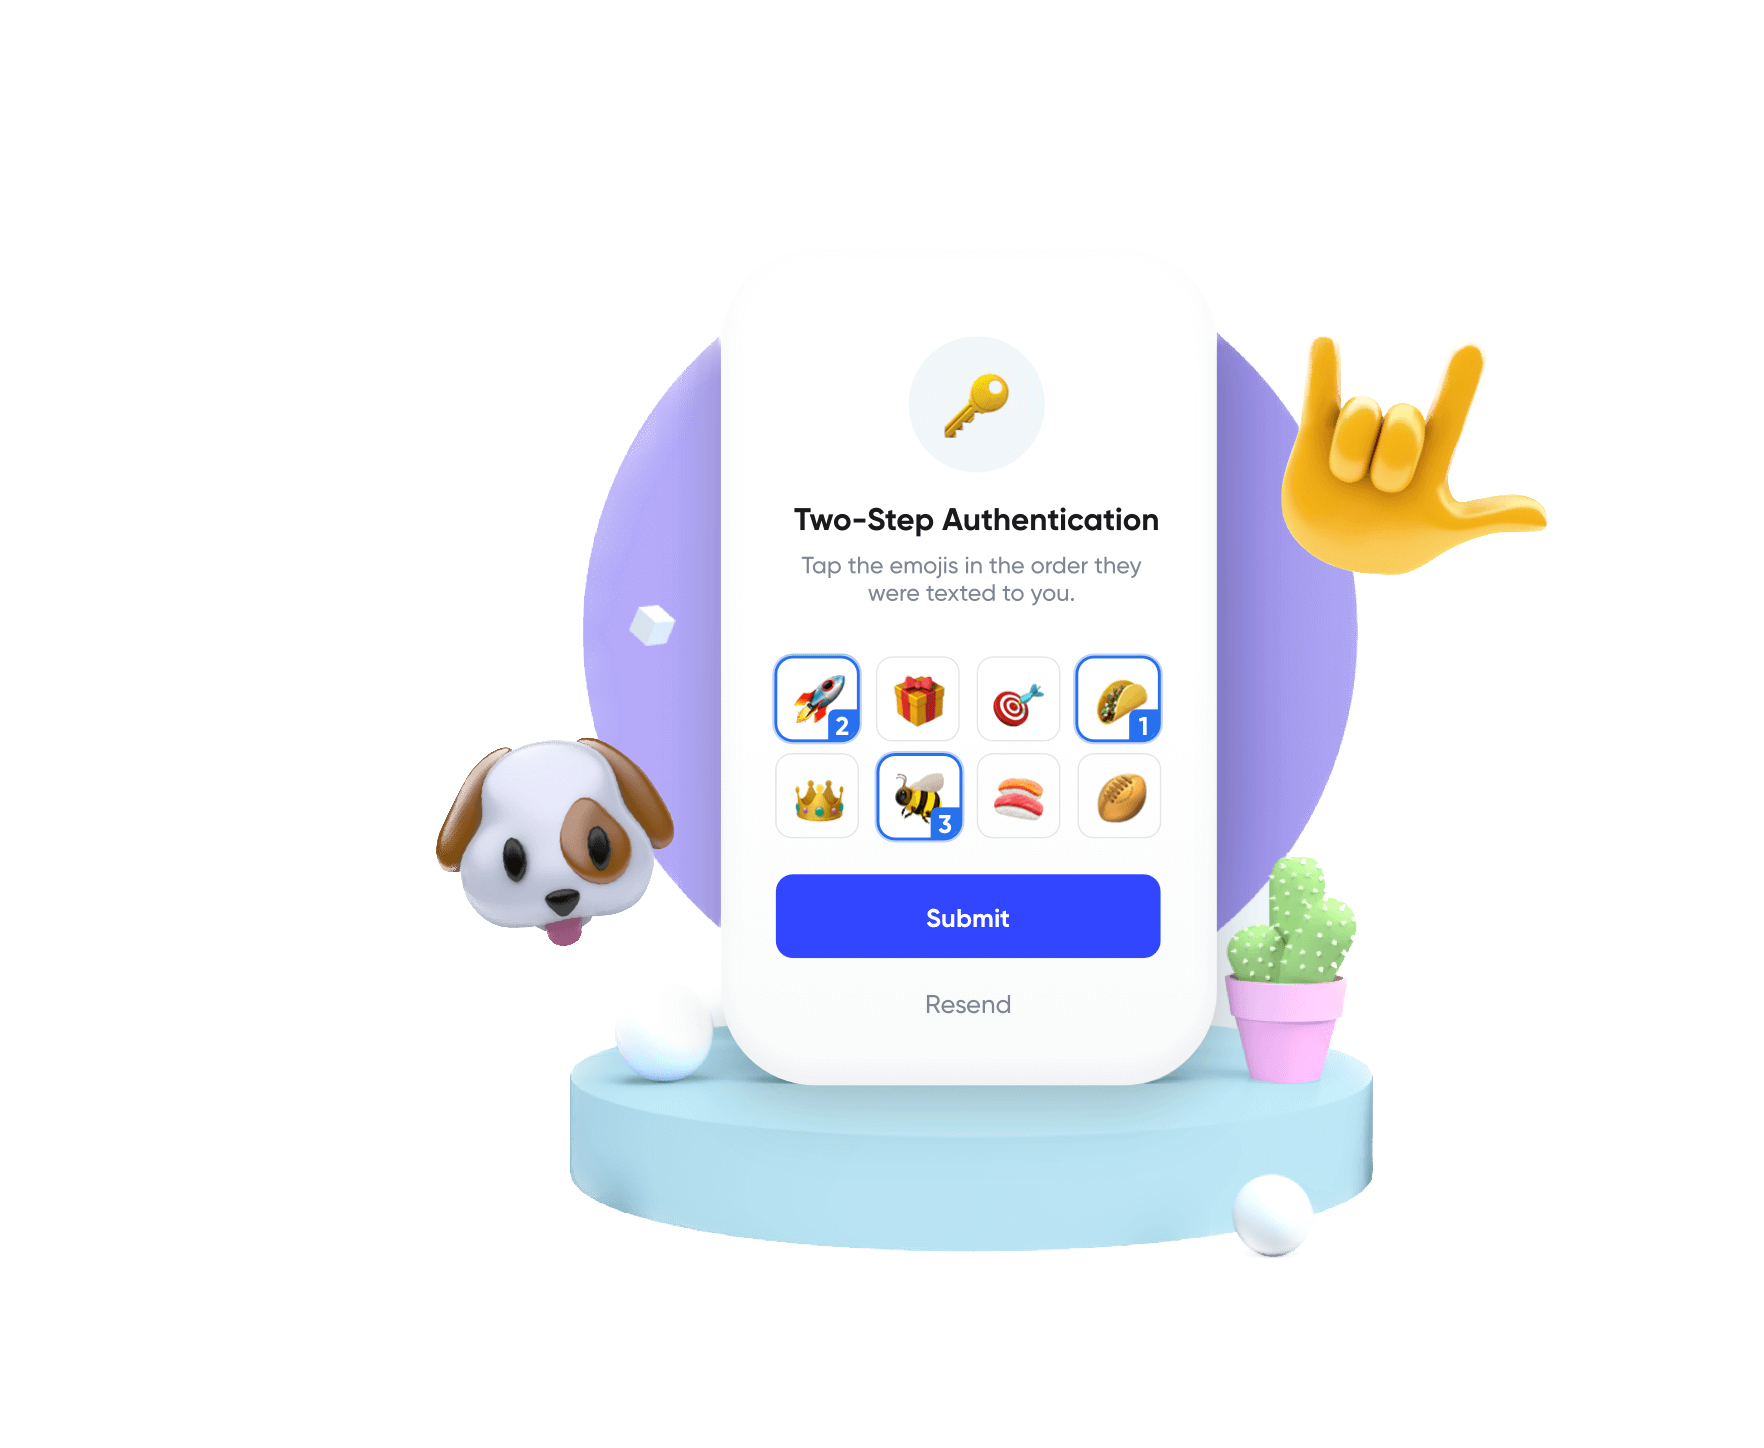 Two-Step Authentication
Tap the emojis in the order they
were texted to you.
2
1
3
Submit
Resend